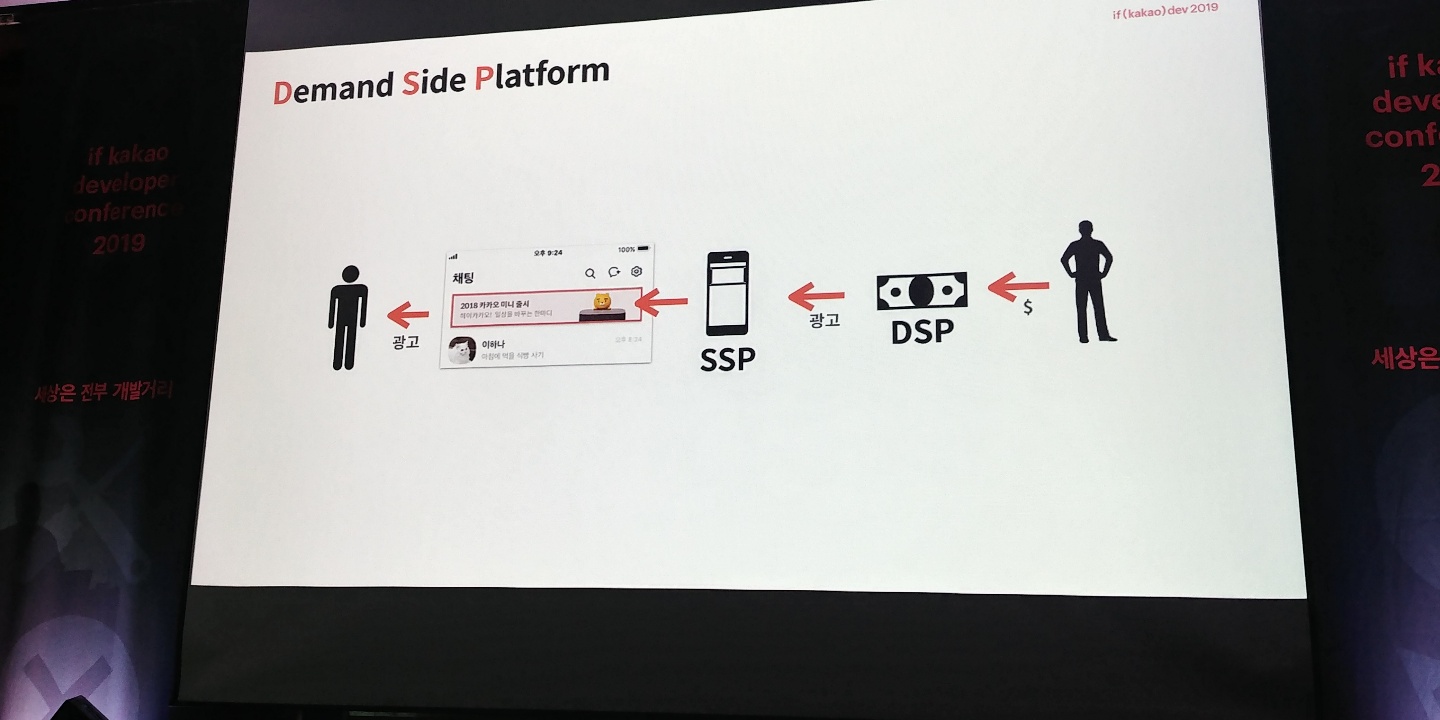 if(kakao)dev2019
Demand Side Platform
if kakao
developer
conference
2019
세상은 전부 개발거리
광고
오후 9:24
100%
채팅
2018 카카오 미니 출시
헤이카카오! 일상을 바꾸는 한마디
이하나
오후 8:24
아침에 먹을 식빵 사기
SSP
광고
DSP
$
if ka
deve
conf
2
세상은